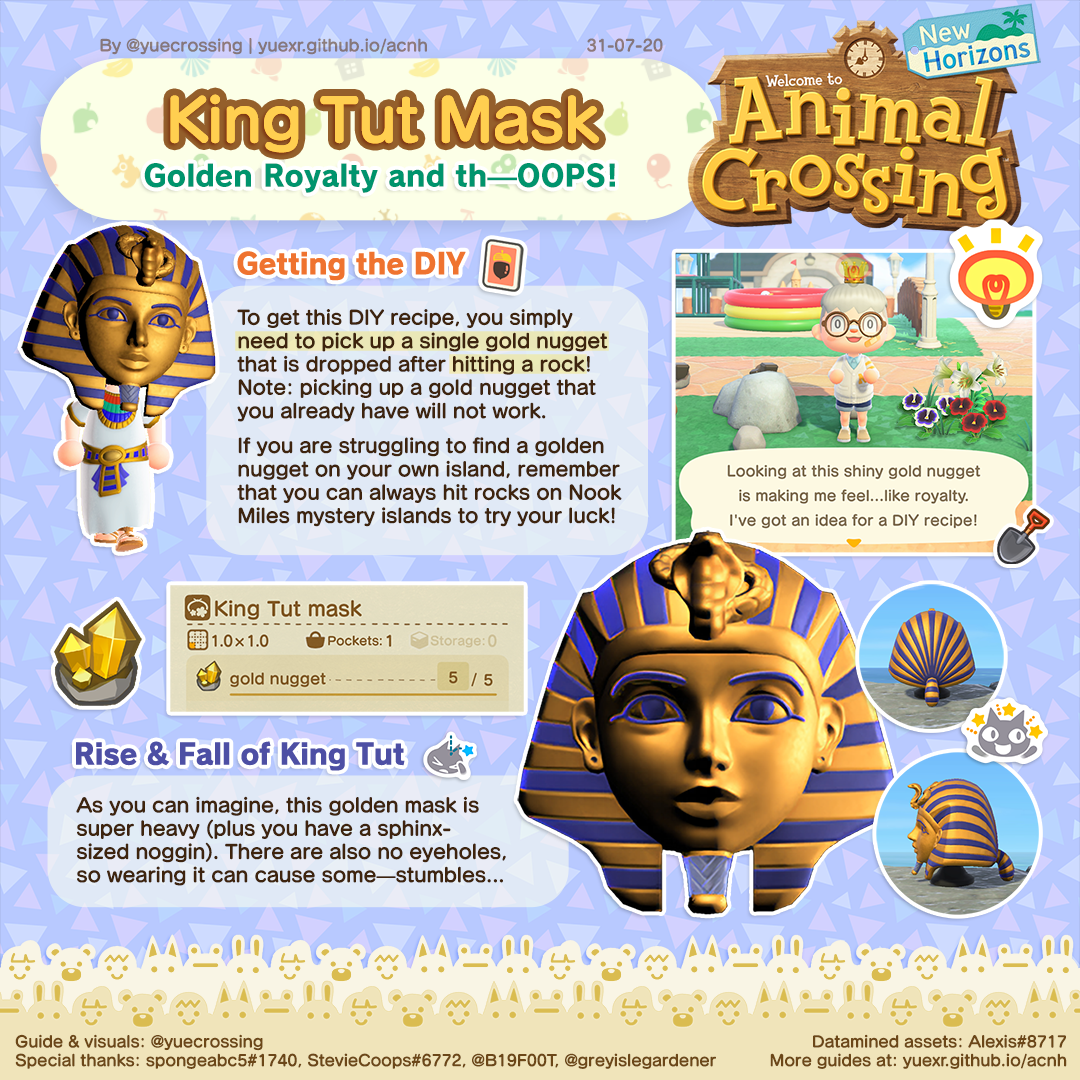 By @yuecrossing | yuexr.github.io/acnh
31-07-20
New
Horizons
Welcome to
Animal
Crossing
King Tut Mask
Golden Royalty and th—OOPS!
Getting the DIY
To get this DIY recipe, you simply
need to pick up a single gold nugget
that is dropped after hitting a rock!
Note: picking up a gold nugget that
you already have will not work.
If you are struggling to find a golden
nugget on your own island, remember
that you can always hit rocks on Nook
Miles mystery islands to try your luck!
Looking at this shiny gold nugget
is making me feel...like royalty.
I've got an idea for a DIY recipe!
King Tut mask
1.0×1.0 Pockets: 1 Storage: 0
gold nugget 5 / 5
Rise & Fall of King Tut
As you can imagine, this golden mask is
super heavy (plus you have a sphinx-
sized noggin). There are also no eyeholes,
so wearing it can cause some—stumbles...
Guide & visuals: @yuecrossing
Special thanks: spongeabc5#1740, StevieCoops#6772, @B19F00T, @greyislegardener
Datamined assets: Alexis#8717
More guides at: yuexr.github.io/acnh